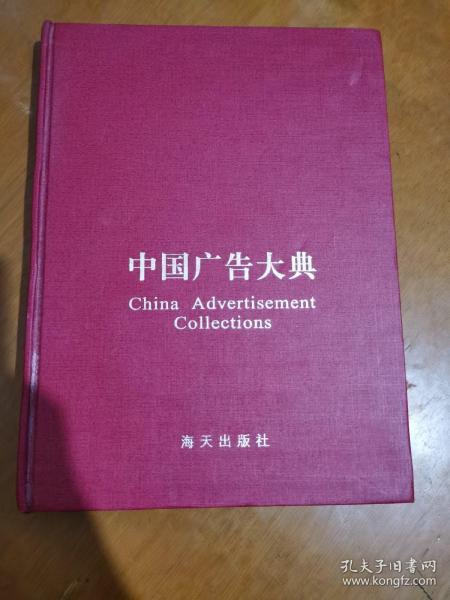 中国广告大典
China Advertisement
Collections
海天出版社
孔夫子旧书网
www.kongfz.com